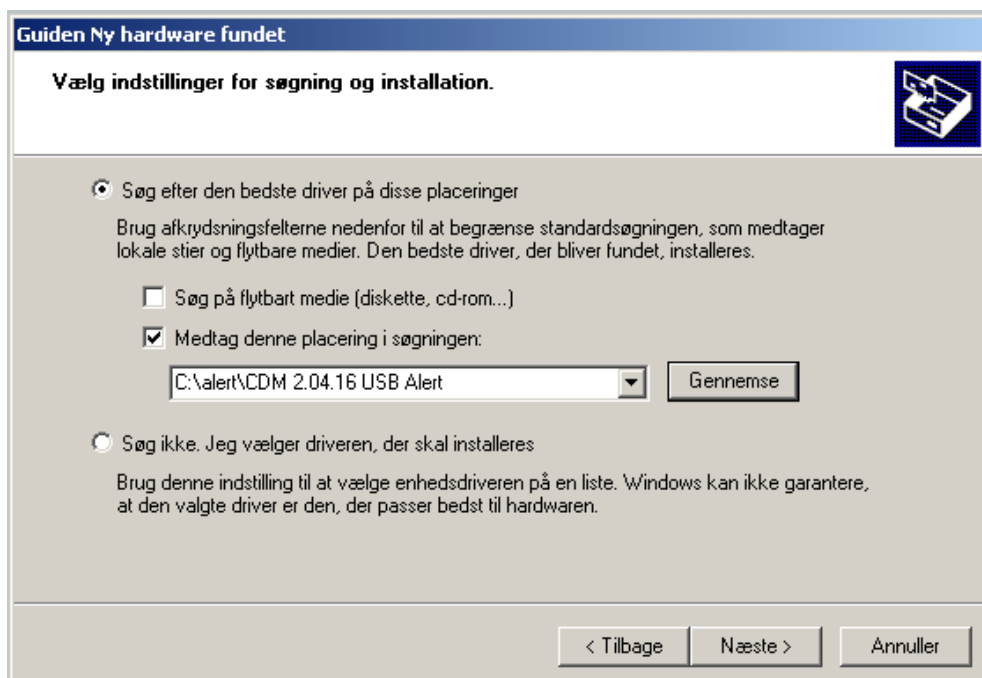 Guiden Ny hardware fundet
Vælg indstillinger for søgning og installation.
Søg efter den bedste driver på disse placeringer
Brug afkrydsningsfelterne nedenfor til at begrænse standardsøgningen, som medtager
lokale stier og flytbare medier. Den bedste driver, der bliver fundet, installeres.
Søg på flytbart medie (diskette, cd-rom...)
Medtag denne placering i søgningen:
C:\alert\CDM 2.04.16 USB Alert
Gennemse
Søg ikke. Jeg vælger driveren, der skal installeres
Brug denne indstilling til at vælge enhedsdriveren på en liste. Windows kan ikke garantere,
at den valgte driver er den, der passer bedst til hardwaren.
< Tilbage Næste > Annuller